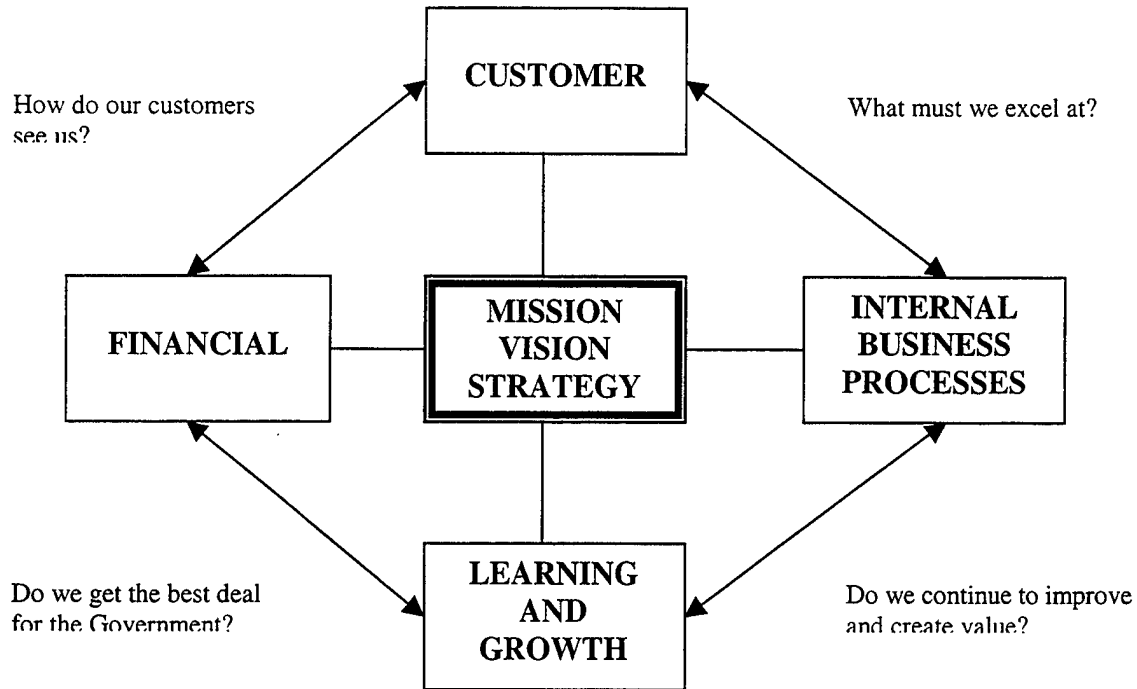 CUSTOMER
How do our customers
see us?
What must we excel at?
FINANCIAL
MISSION
VISION
STRATEGY
INTERNAL
BUSINESS
PROCESSES
Do we get the best deal
for the Government?
LEARNING
AND
GROWTH
Do we continue to improve
and create value?